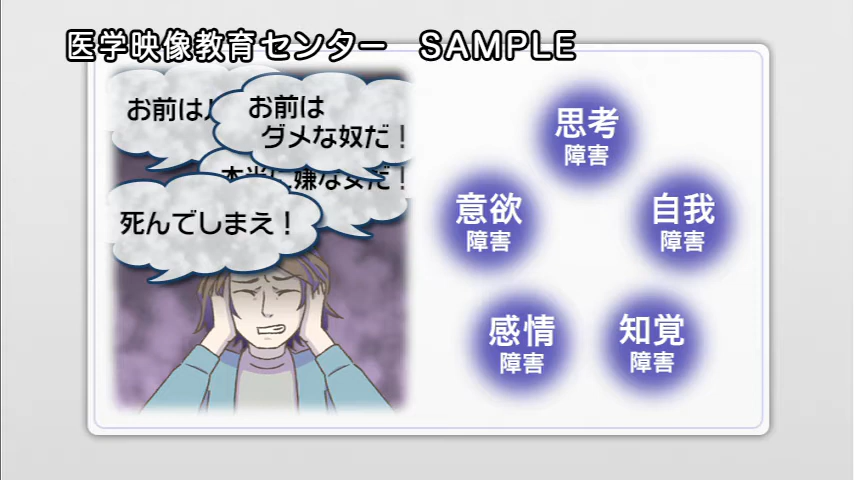 医学映像教育センター　SAMPLE
お前は
お前は
ダメな奴だ！
嫌な女だ！
死んでしまえ！
思考
障害
意欲
障害
自我
障害
感情
障害
知覚
障害